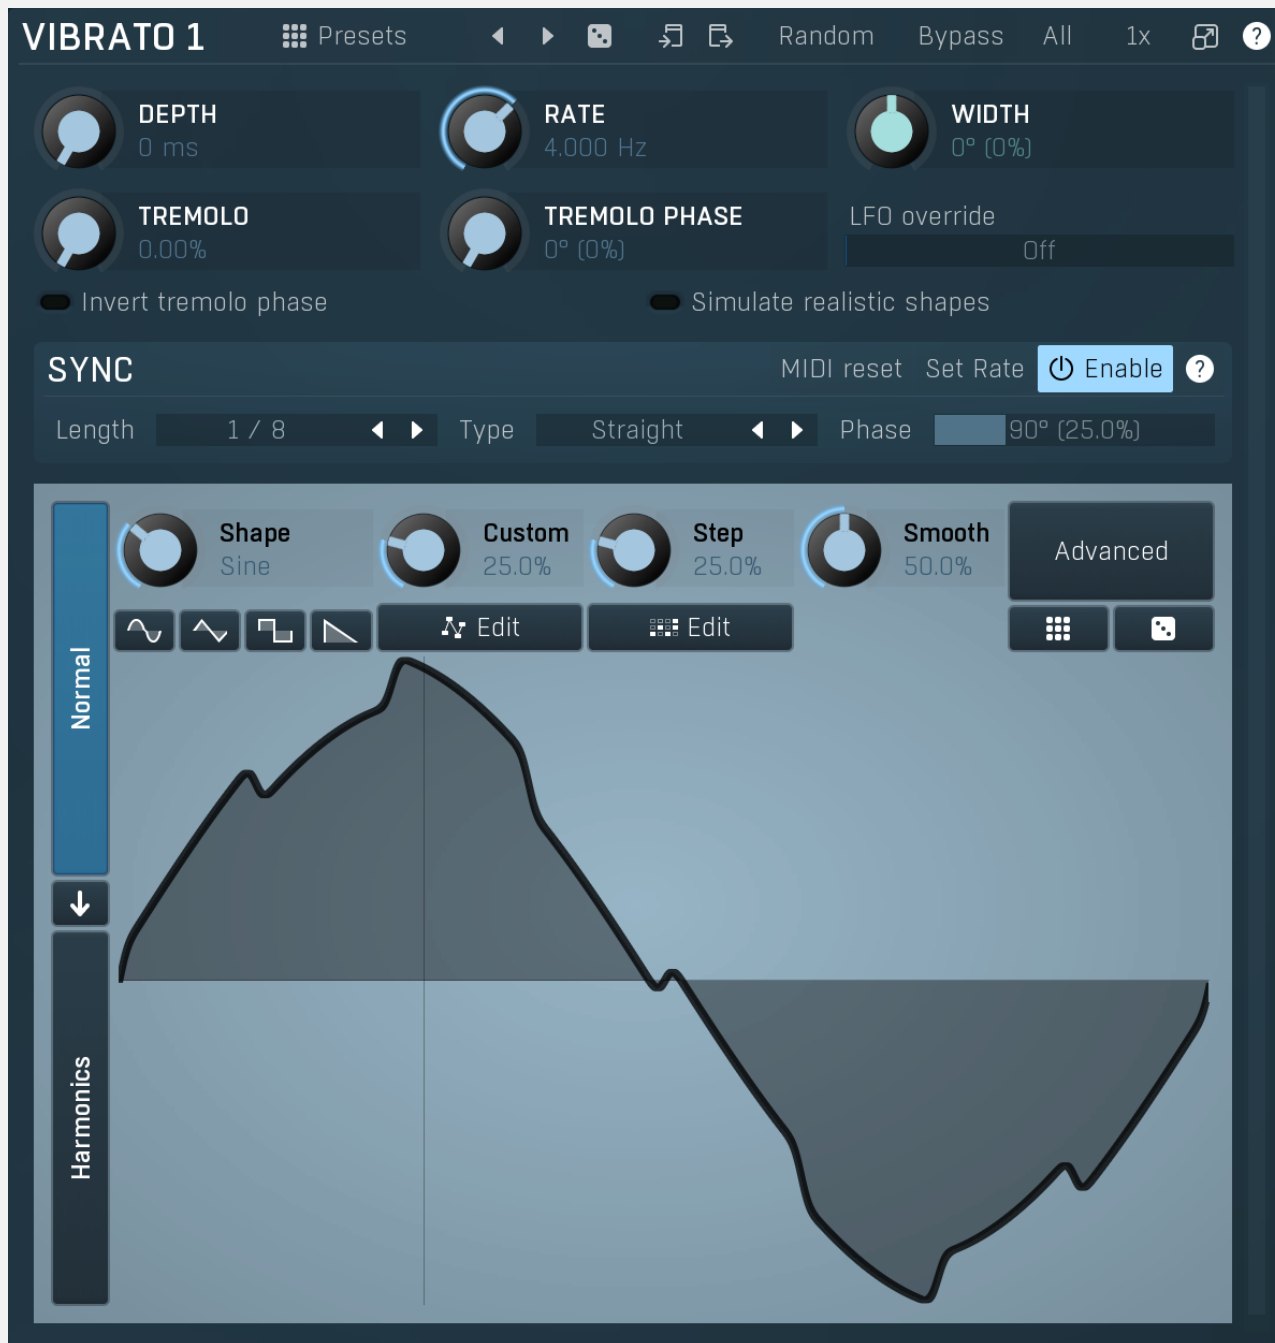 VIBRATO 1 Presets Random Bypass All 1x ?
DEPTH RATE WIDTH
0 ms 4.000 Hz 0° (0%)
TREMOLO TREMOLO PHASE LFO override
0.00% 0° (0%) Off
Invert tremolo phase Simulate realistic shapes
SYNC MIDI reset Set Rate Enable ?
Length 1 / 8 Type Straight Phase 90° (25.0%)
Shape Custom Step Smooth Advanced
Sine 25.0% 25.0% 50.0%
Edit Edit
Normal
Harmonics